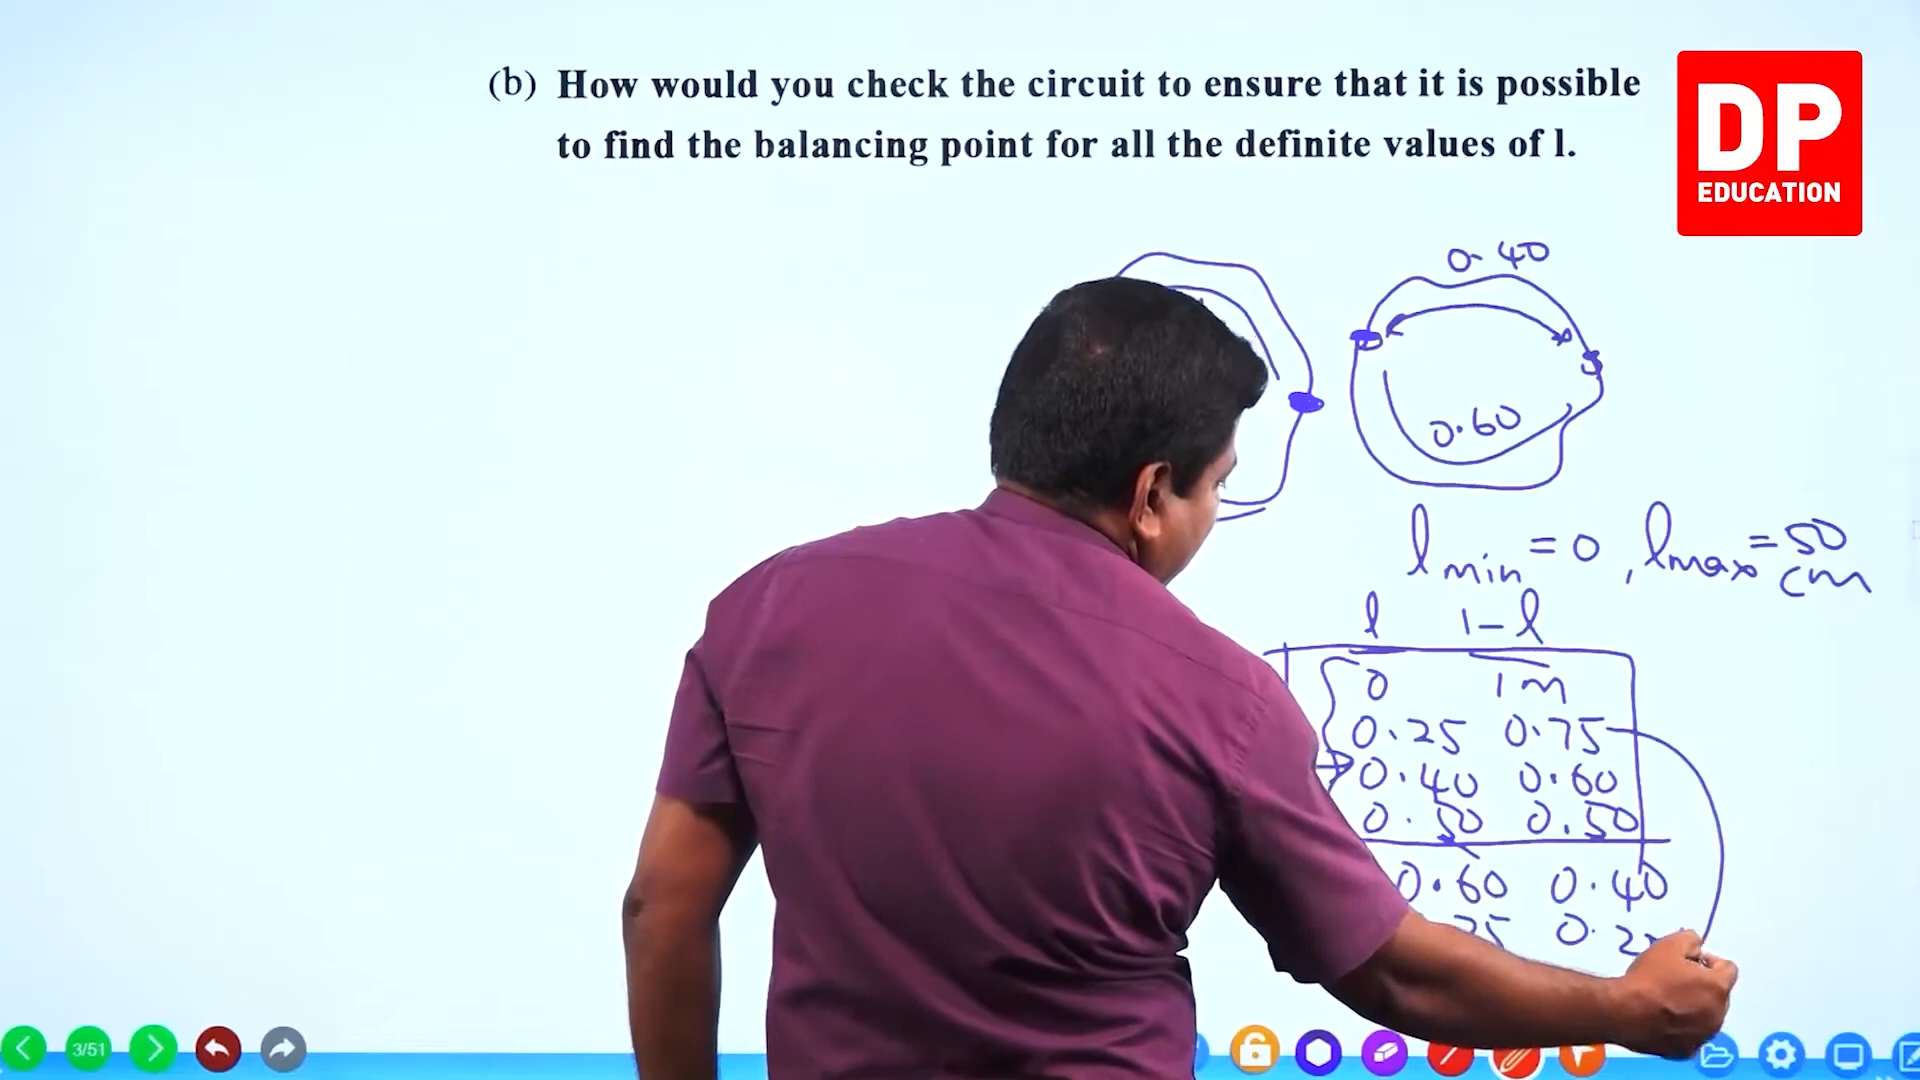 (b) How would you check the circuit to ensure that it is possible
to find the balancing point for all the definite values of l.
DP
EDUCATION
0.40
0.60
l min = 0, l max = 50 cm
l 1-l
0 1m
0.25 0.75
0.40 0.60
0.50 0.50
0.60 0.40
3/51